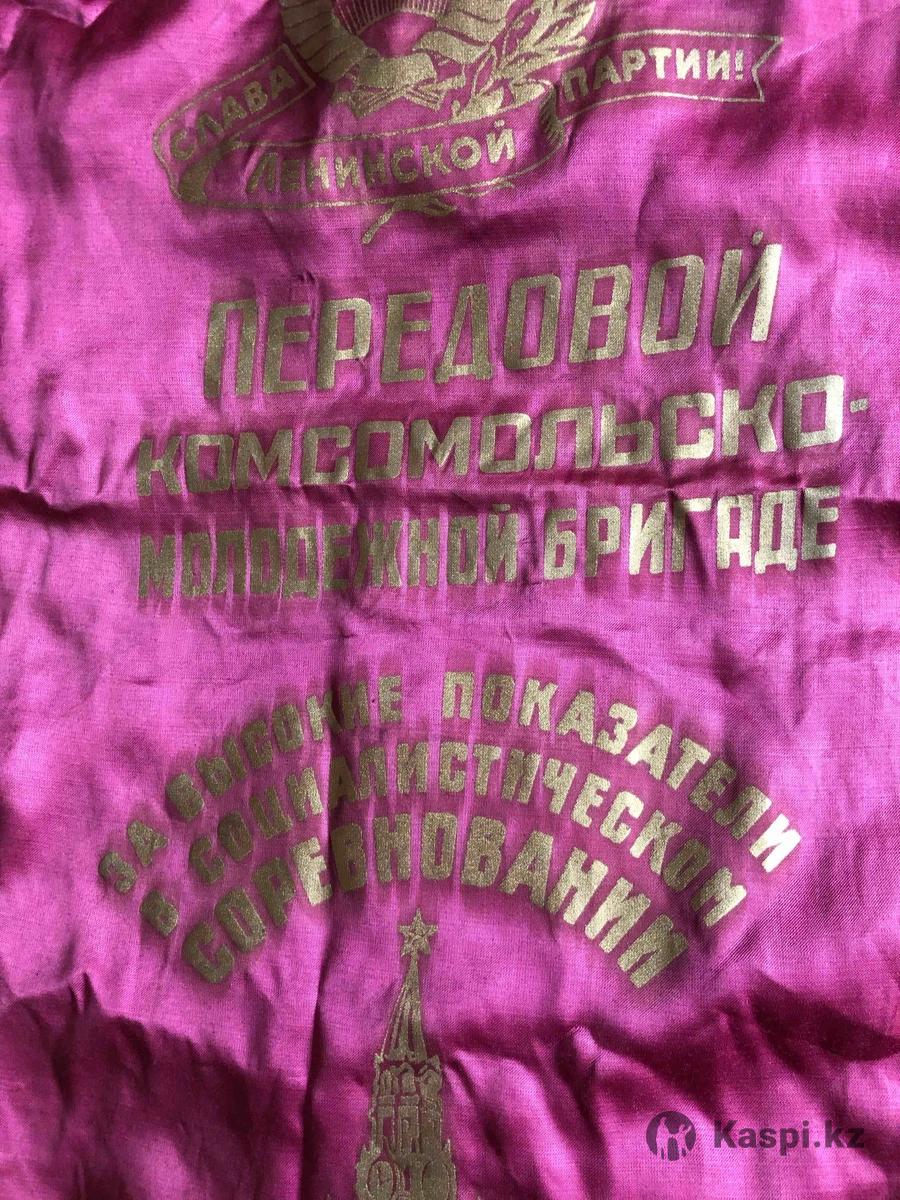 СЛАВА ЛЕНИНСКОЙ ПАРТИИ!
ПЕРЕДОВОЙ
КОМСОМОЛЬСКО-
МОЛОДЕЖНОЙ БРИГАДЕ
ЗА ВЫСОКИЕ ПОКАЗАТЕЛИ
В СОЦИАЛИСТИЧЕСКОМ
СОРЕВНОВАНИИ
Kaspi.kz